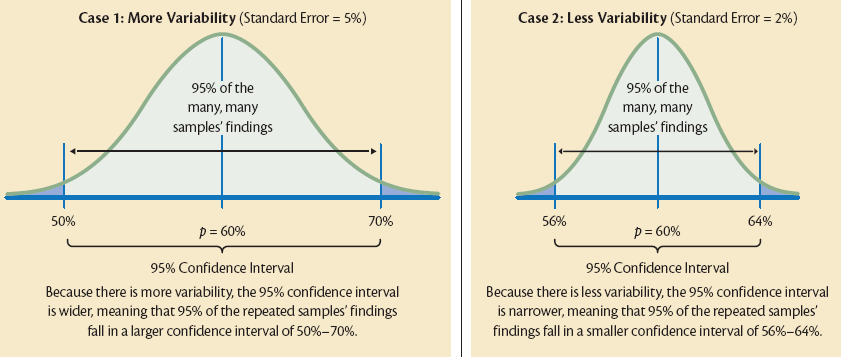 Case 1: More Variability (Standard Error = 5%)
95% of the
many, many
samples' findings
50%
70%
p = 60%
95% Confidence Interval
Because there is more variability, the 95% confidence interval
is wider, meaning that 95% of the repeated samples' findings
fall in a larger confidence interval of 50%–70%.
Case 2: Less Variability (Standard Error = 2%)
95% of the
many, many
samples' findings
56%
64%
p = 60%
95% Confidence Interval
Because there is less variability, the 95% confidence interval
is narrower, meaning that 95% of the repeated samples'
findings fall in a smaller confidence interval of 56%–64%.